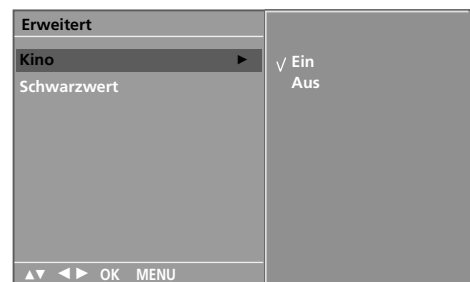 Erweitert
Kino ►
√ Ein
Aus
Schwarzwert
▲▼ ◄► OK MENU